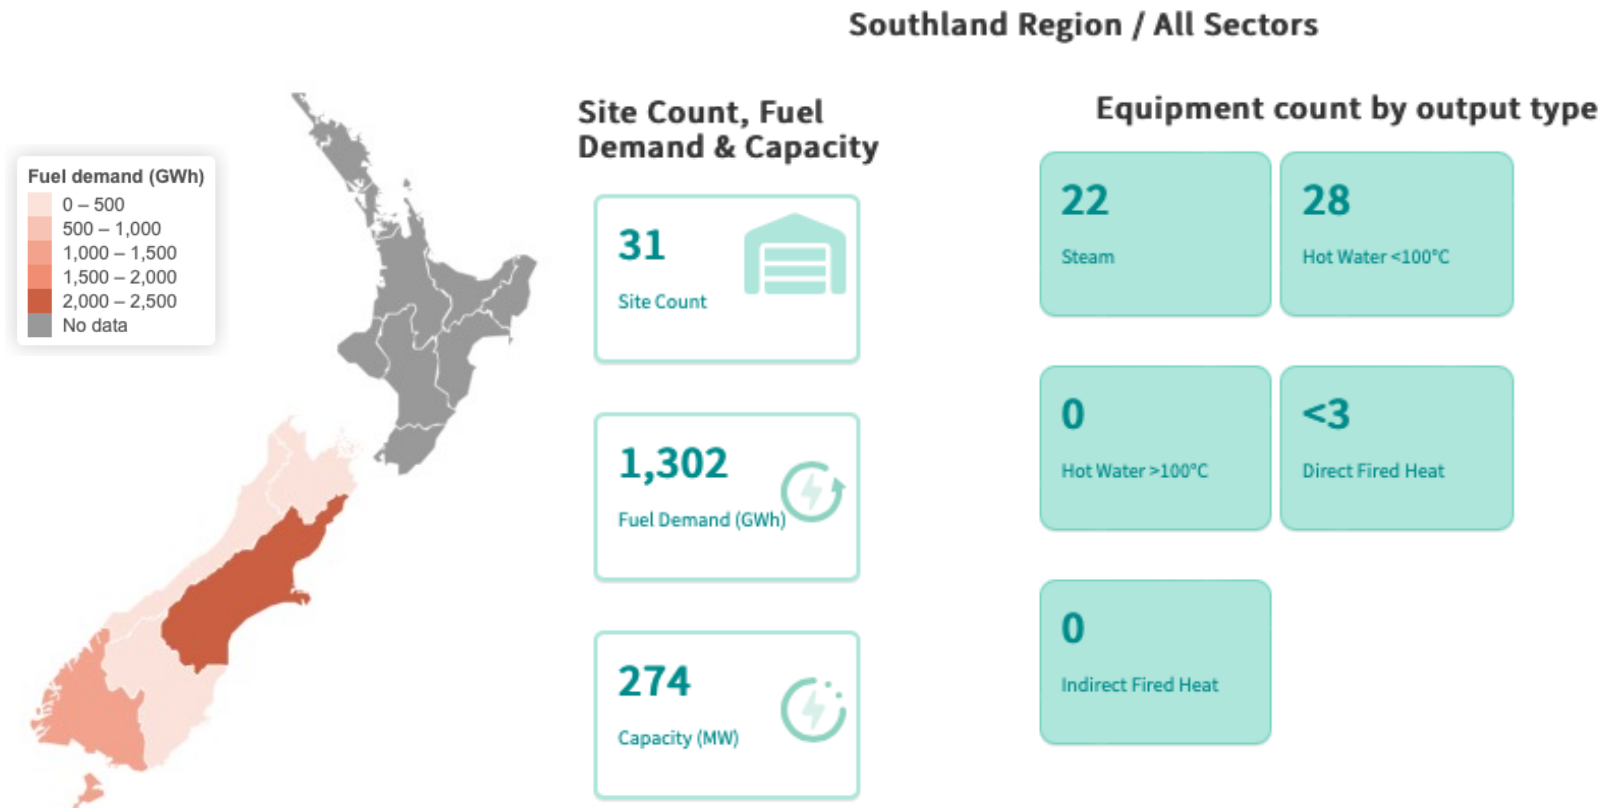 Southland Region / All Sectors
Fuel demand (GWh)
0 – 500
500 – 1,000
1,000 – 1,500
1,500 – 2,000
2,000 – 2,500
No data
Site Count, Fuel
Demand & Capacity
31
Site Count
1,302
Fuel Demand (GWh)
274
Capacity (MW)
Equipment count by output type
22
Steam
28
Hot Water <100°C
0
Hot Water >100°C
<3
Direct Fired Heat
0
Indirect Fired Heat